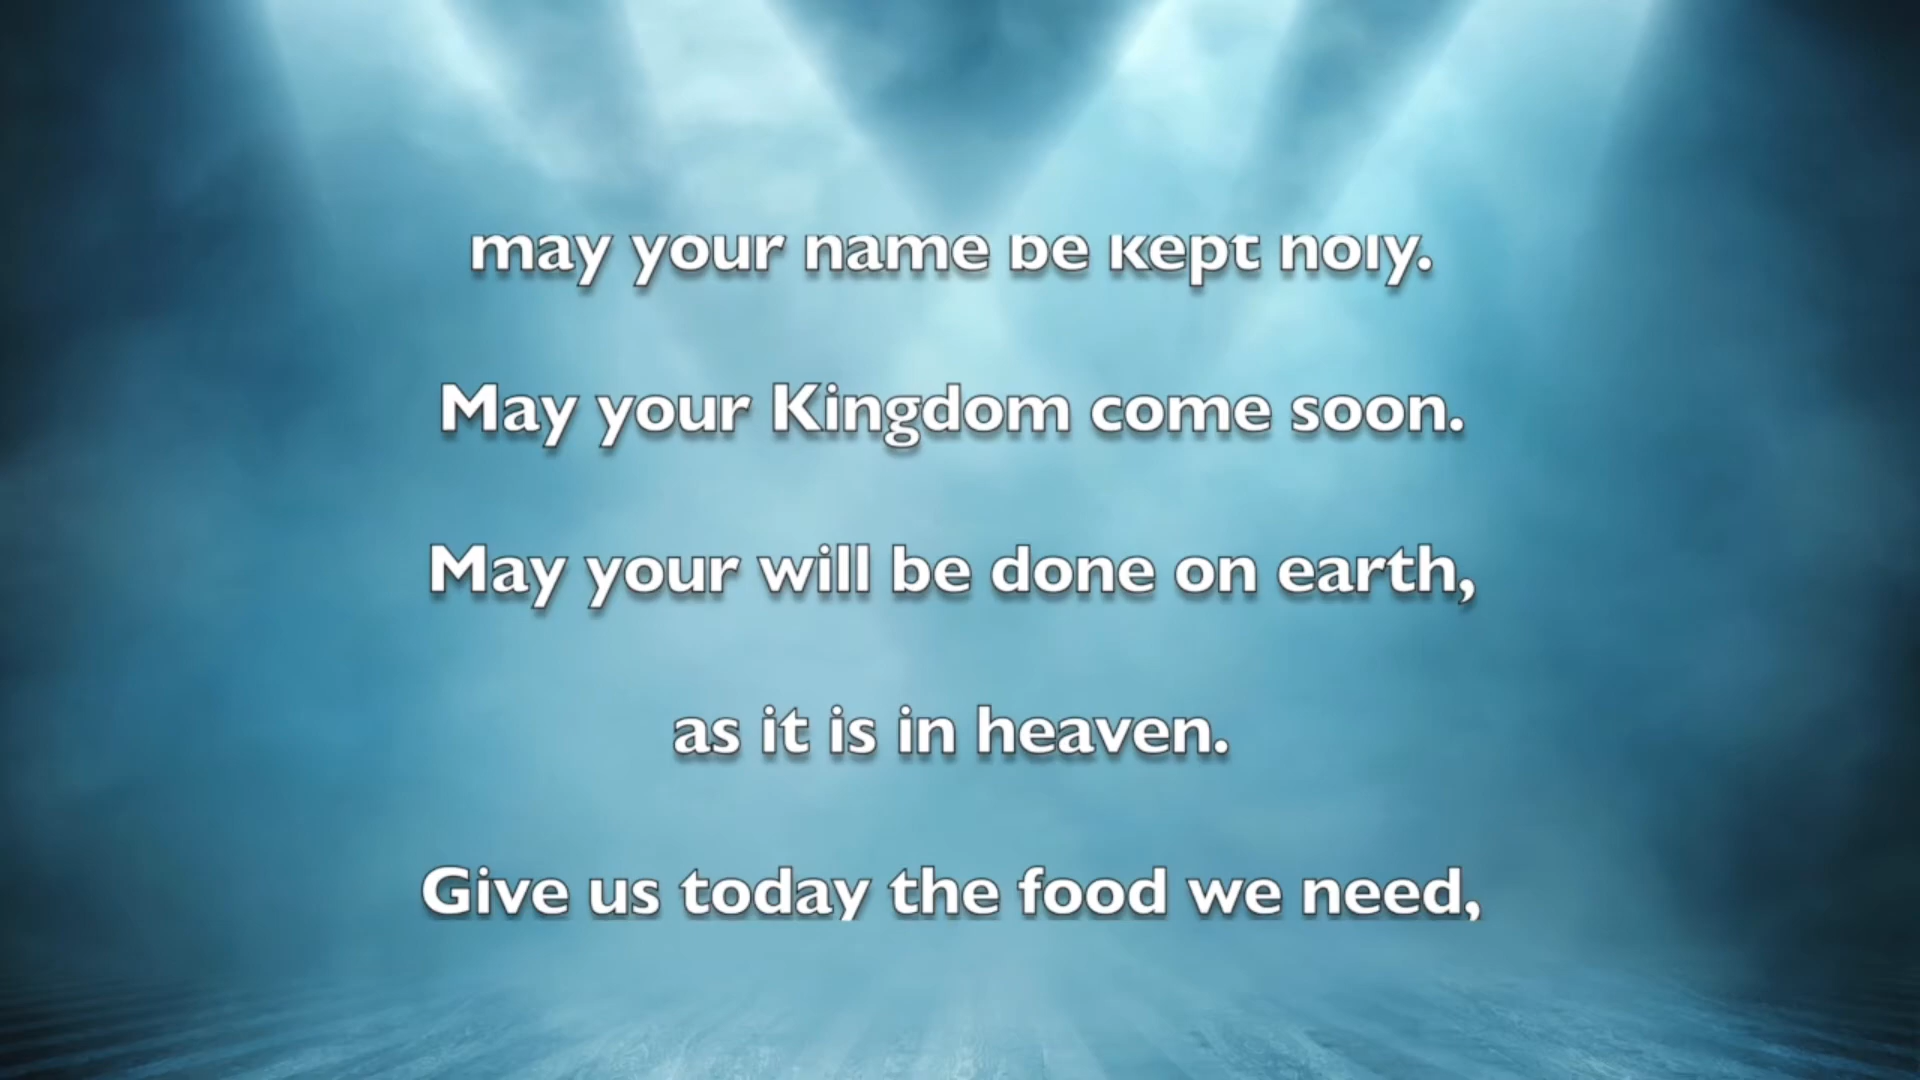 may your name be kept holy.
May your Kingdom come soon.
May your will be done on earth,
as it is in heaven.
Give us today the food we need,